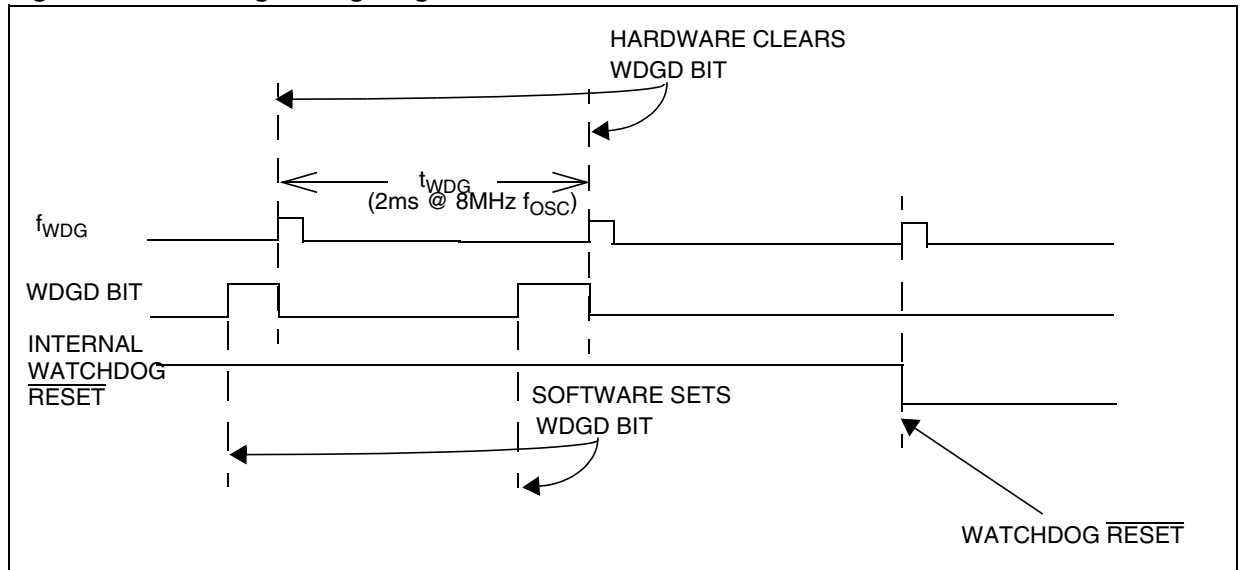 HARDWARE CLEARS
WDGD BIT
tWDG
(2ms @ 8MHz fOSC)
fWDG
WDGD BIT
INTERNAL
WATCHDOG
RESET
SOFTWARE SETS
WDGD BIT
WATCHDOG RESET